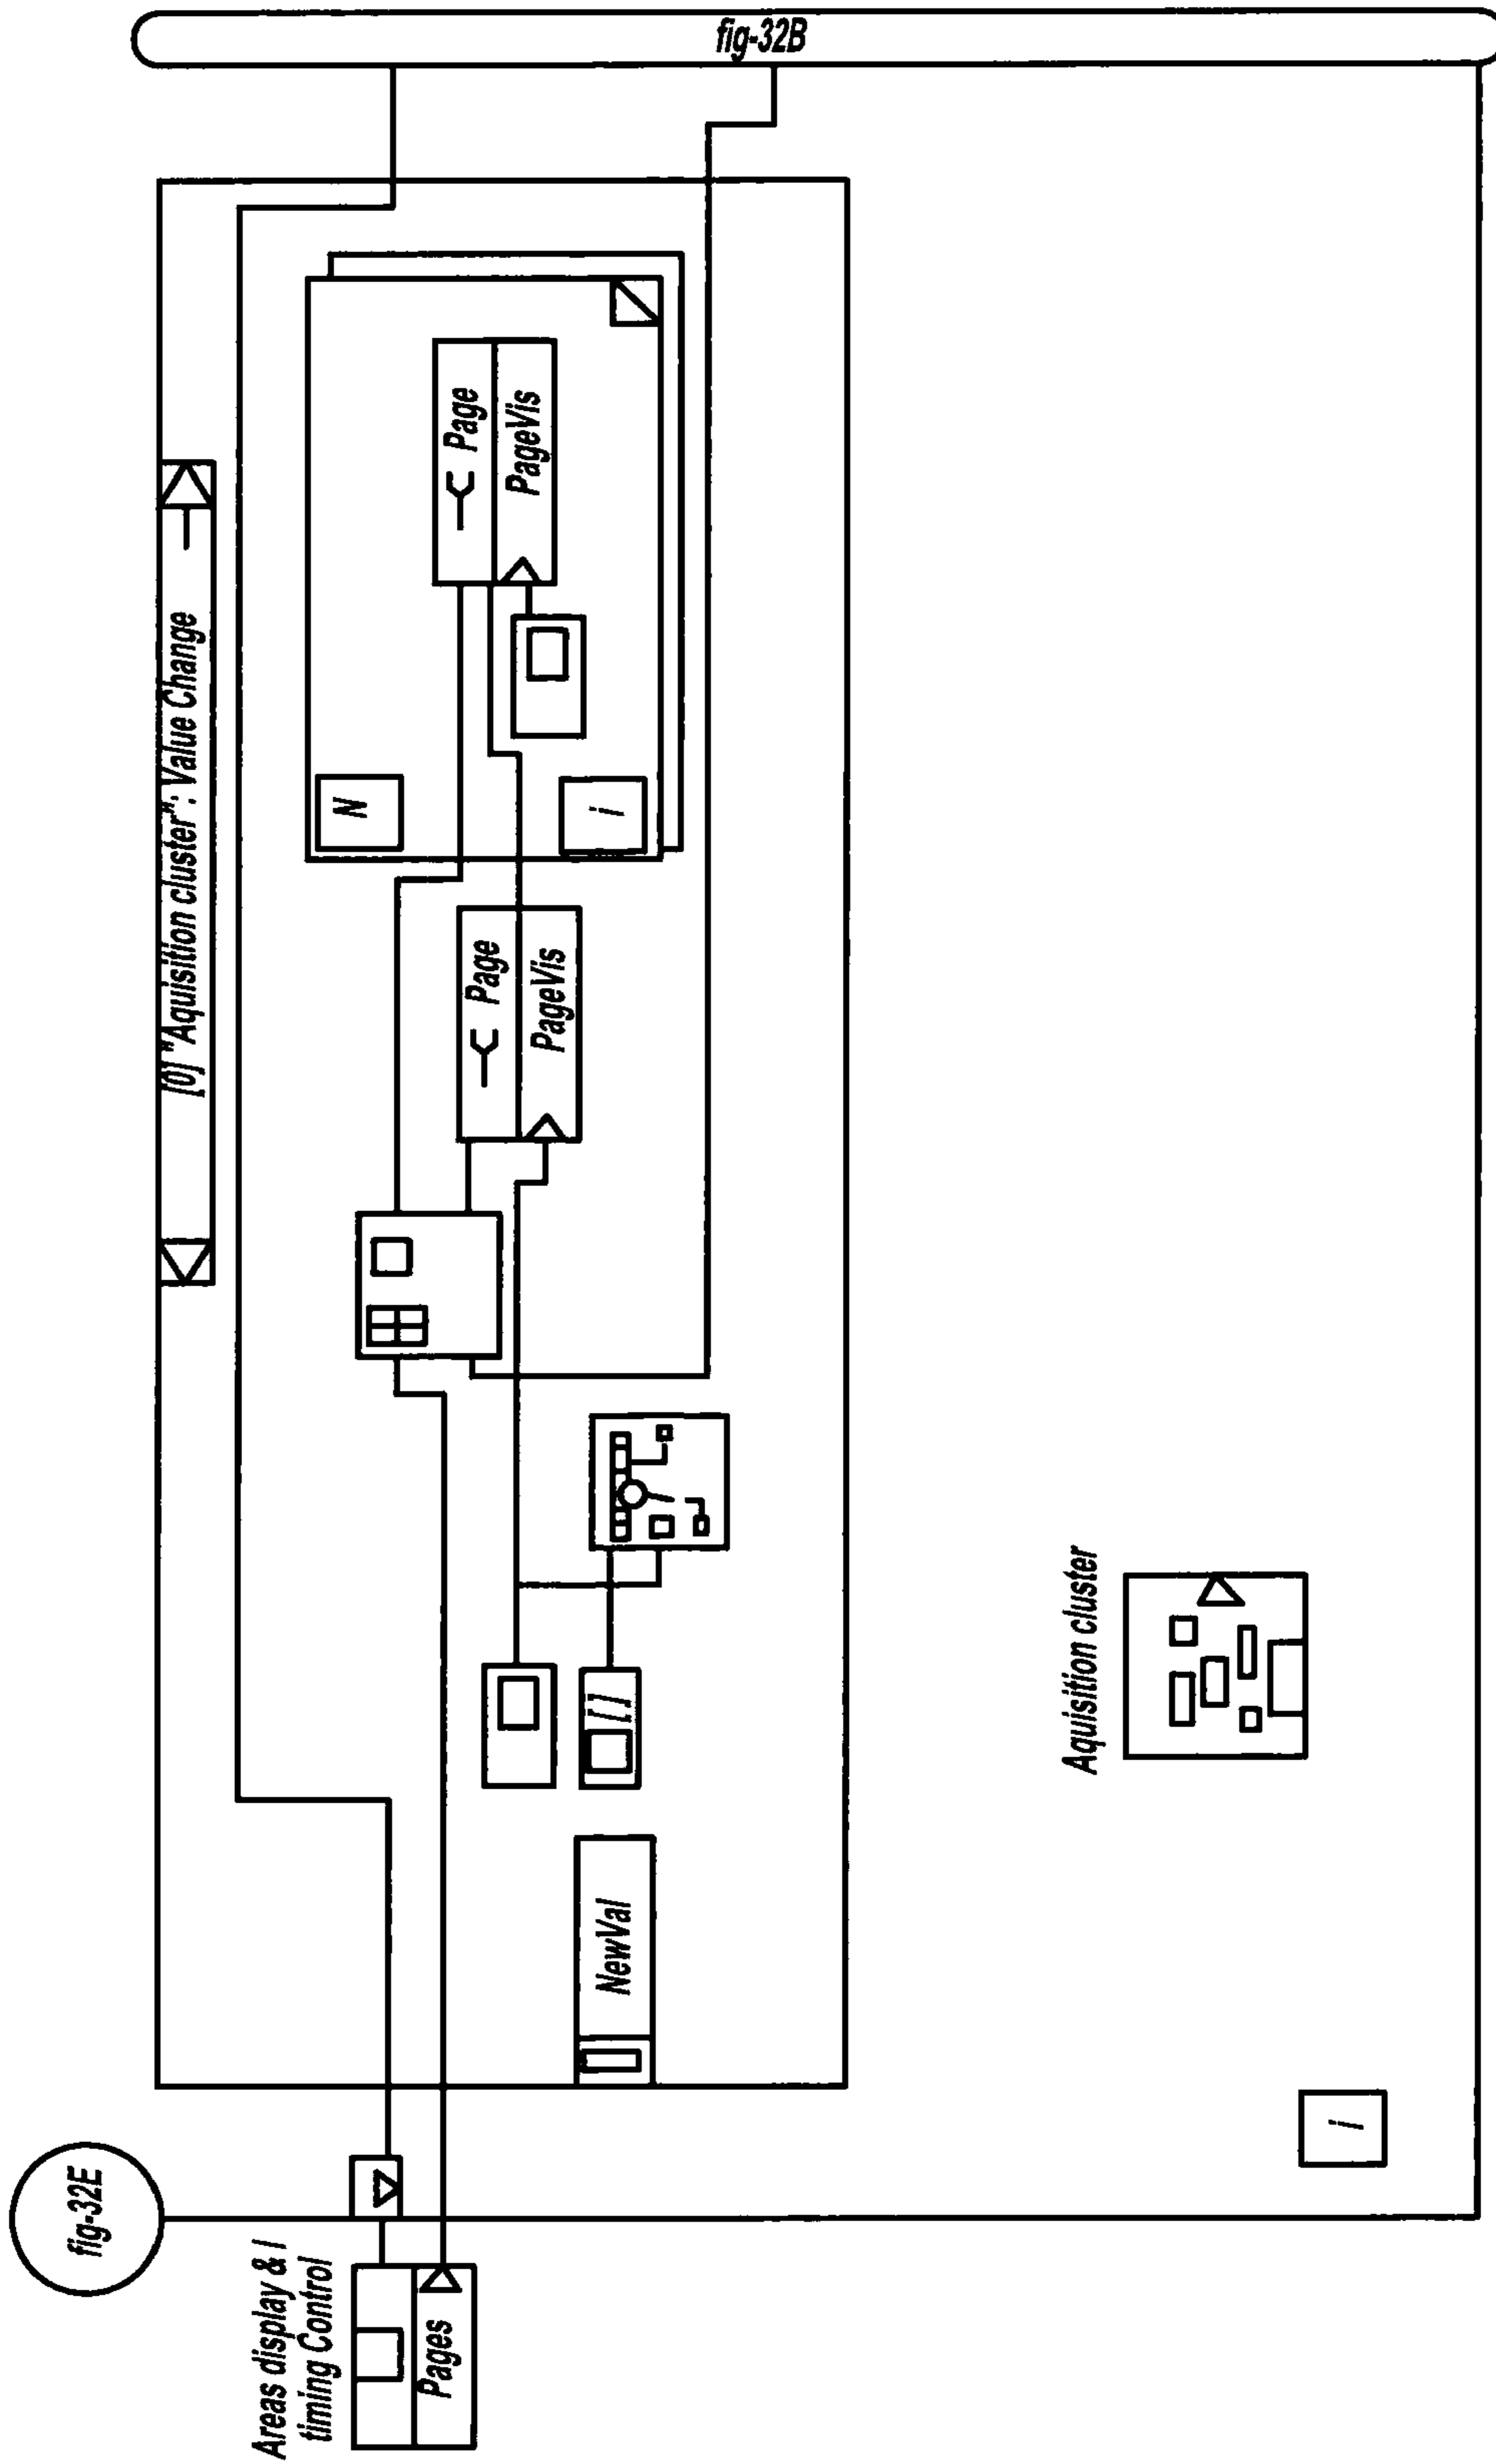 fig-32E
[0] "Aquisition cluster": Value Change
Areas display & I
timing Control
Pages
N
Page
PageVis
Page
PageVis
i
[ ]
NewVal
fig-32B
Aquisition cluster
i